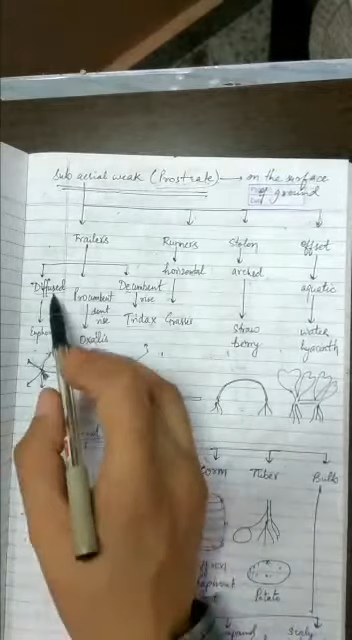 Sub aerial weak (Prostrate) → on the surface
of ground
Trailers Runners Stolon offset
horizontal arched aquatic
Diffused Procumbent Decumbent
dont rise
rise
Oxalis Tridax Grasses
Straw
berry
water
hyacinth
Corm Tuber Bulb
Potato